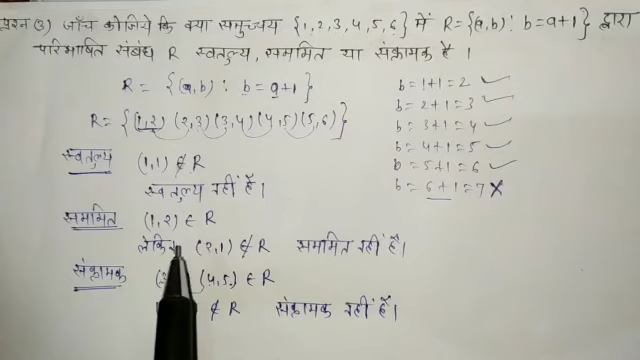 प्रश्न (3) जाँच कीजिये कि क्या समुच्चय {1,2,3,4,5,6} में R={(a,b): b=a+1} द्वारा
परिभाषित संबंध R स्वतुल्य, सममित या संक्रामक है ।
R = {(a,b): b=a+1}
R= {(1,2) (2,3)(3,4)(4,5)(5,6)}
स्वतुल्य (1,1) ∉ R
स्वतुल्य नहीं है ।
सममित (1,2) ∈ R
(2,1) ∉ R सममित नहीं है ।
संक्रामक (4,5) ∈ R
∉ R संक्रामक नहीं है ।
b=1+1=2 ✓
b=2+1=3 ✓
b=3+1=4 ✓
b=4+1=5 ✓
b=5+1=6 ✓
b=6+1=7 ✗